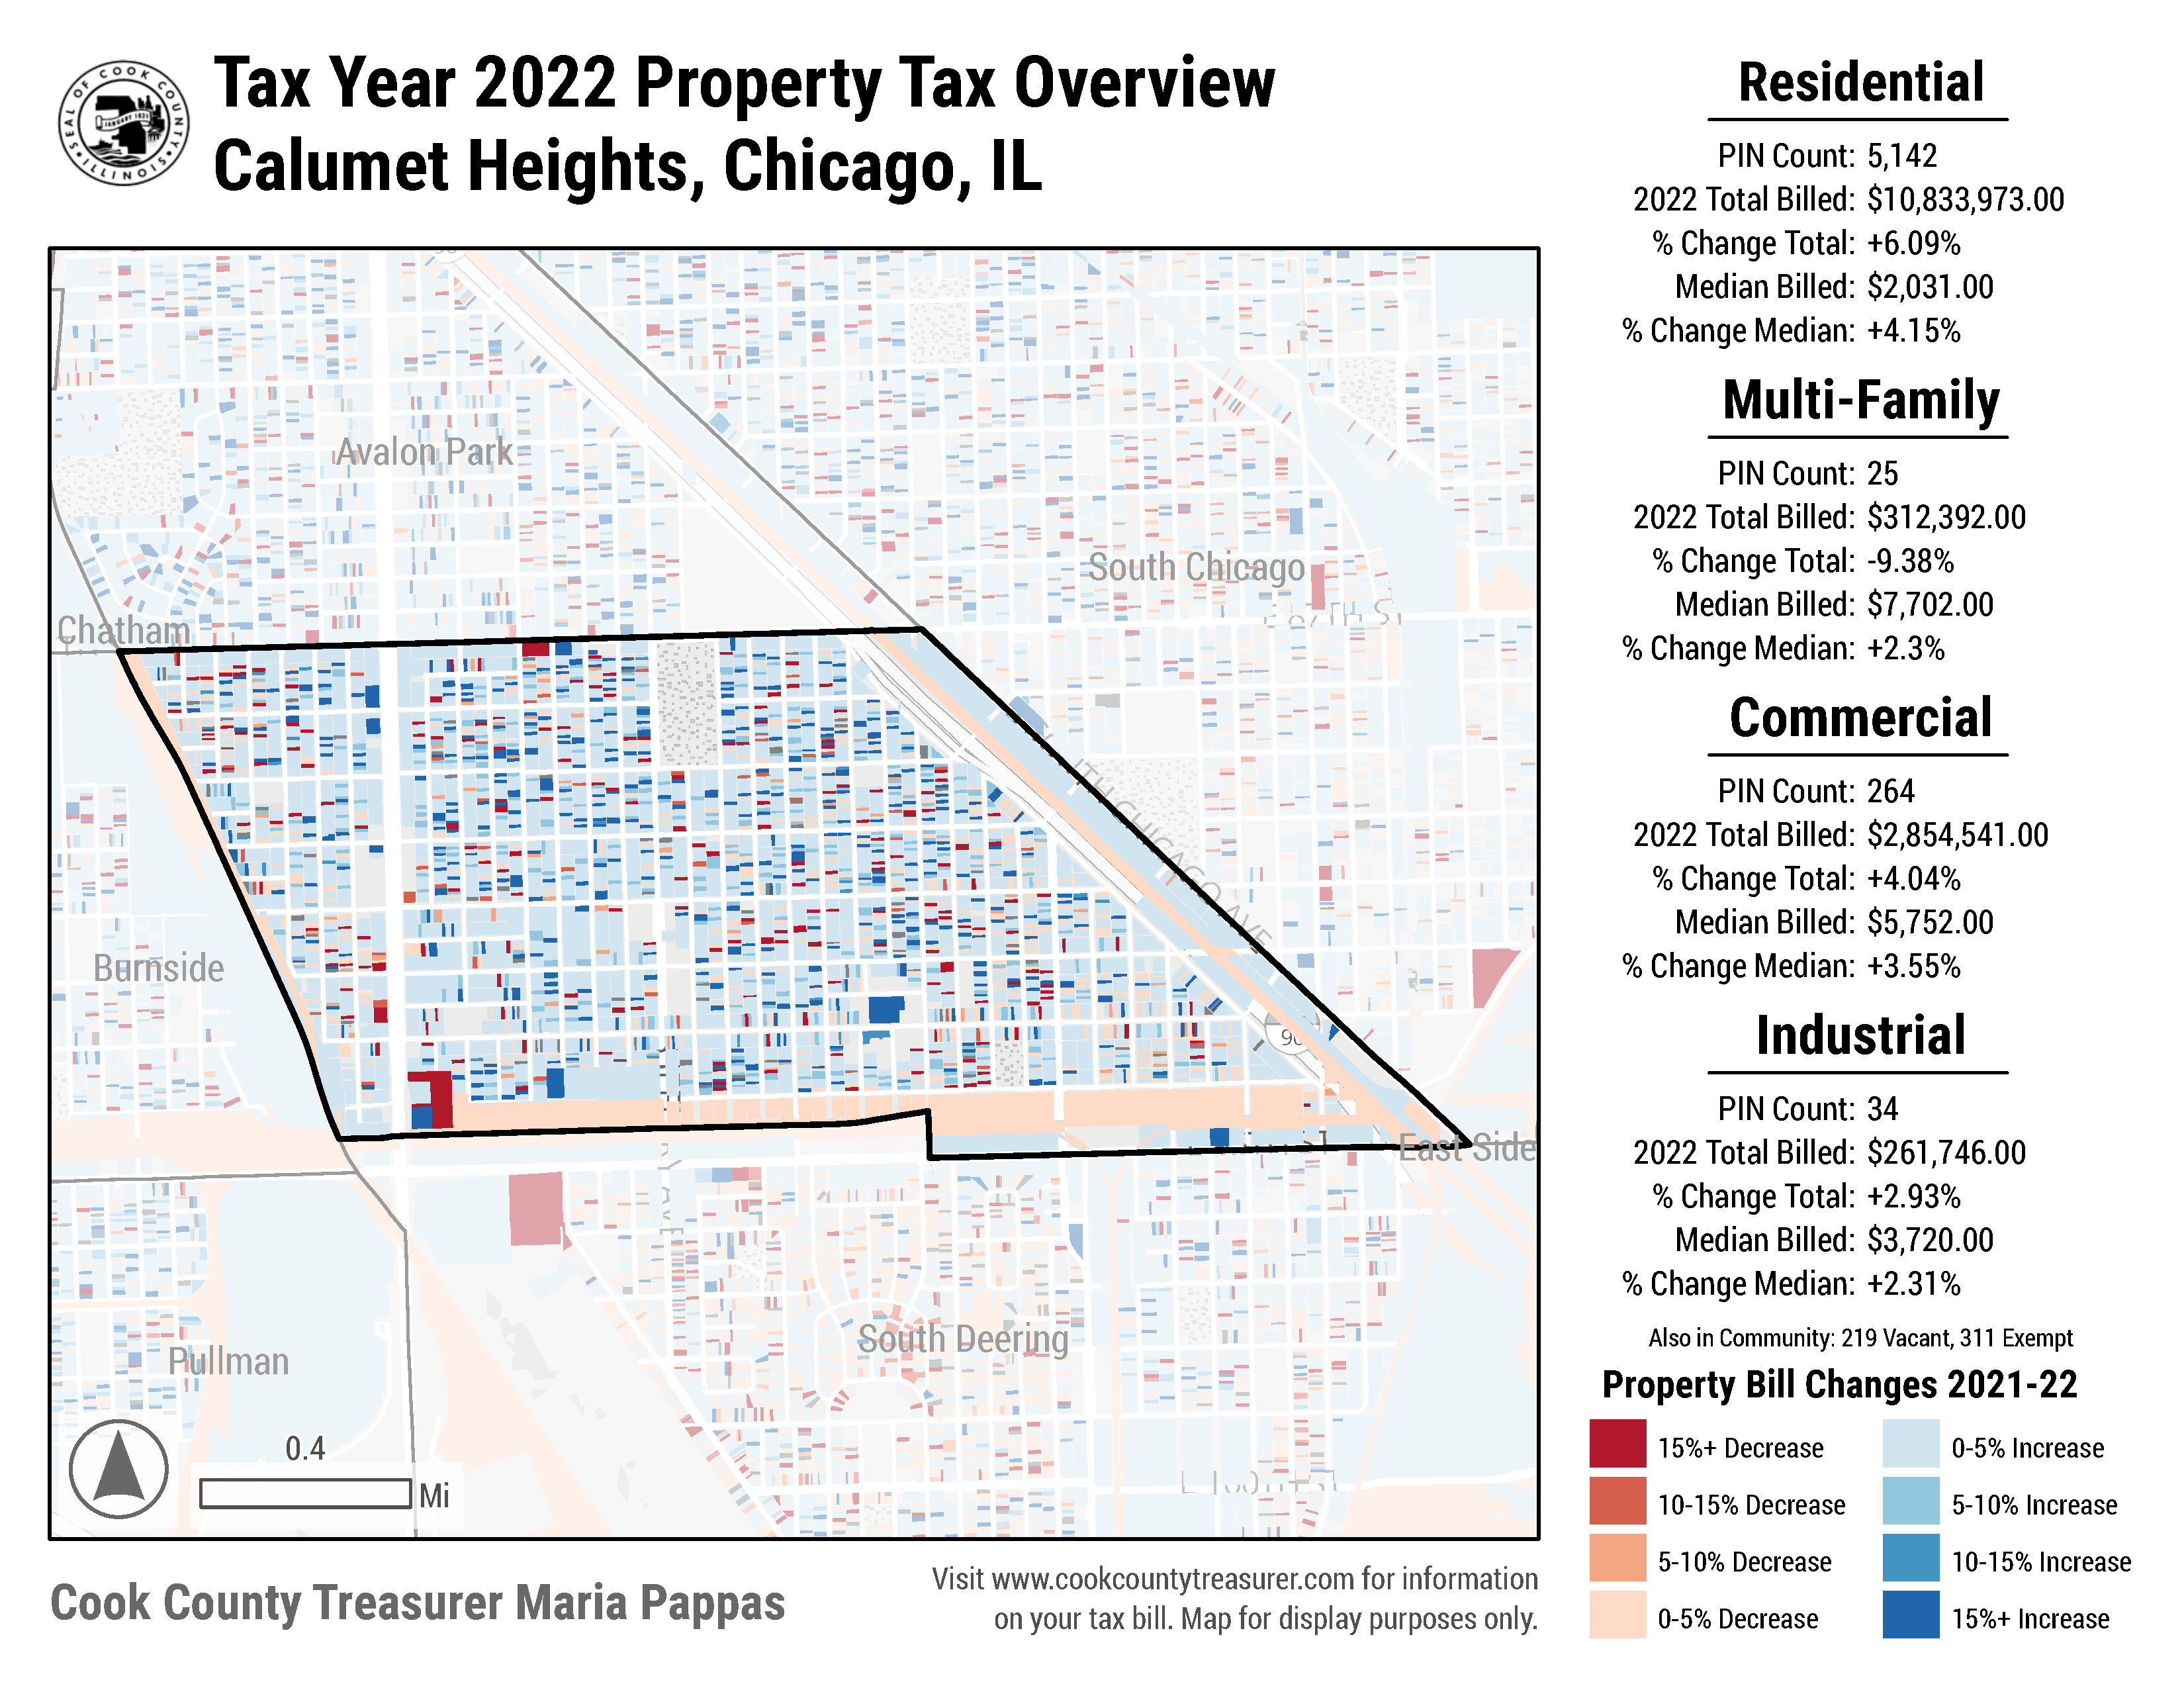 SEAL OF COOK COUNTY
ILLINOIS
JANUARY 1831
Tax Year 2022 Property Tax Overview
Calumet Heights, Chicago, IL
Avalon Park
South Chicago
E 87TH ST
Chatham
Burnside
90
East Side
South Deering
Pullman
0.4
Mi
Cook County Treasurer Maria Pappas
Visit www.cookcountytreasurer.com for information
on your tax bill. Map for display purposes only.
Residential
PIN Count: 5,142
2022 Total Billed: $10,833,973.00
% Change Total: +6.09%
Median Billed: $2,031.00
% Change Median: +4.15%
Multi-Family
PIN Count: 25
2022 Total Billed: $312,392.00
% Change Total: -9.38%
Median Billed: $7,702.00
% Change Median: +2.3%
Commercial
PIN Count: 264
2022 Total Billed: $2,854,541.00
% Change Total: +4.04%
Median Billed: $5,752.00
% Change Median: +3.55%
Industrial
PIN Count: 34
2022 Total Billed: $261,746.00
% Change Total: +2.93%
Median Billed: $3,720.00
% Change Median: +2.31%
Also in Community: 219 Vacant, 311 Exempt
Property Bill Changes 2021-22
15%+ Decrease
10-15% Decrease
5-10% Decrease
0-5% Decrease
0-5% Increase
5-10% Increase
10-15% Increase
15%+ Increase